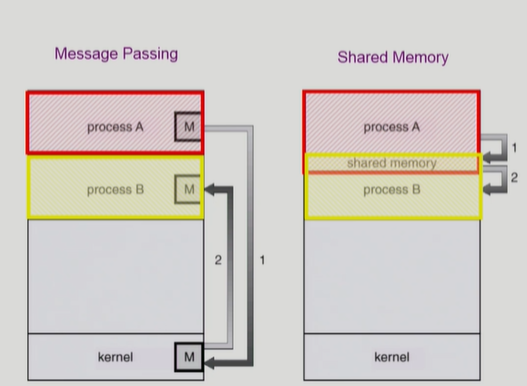 Message Passing
process A
M
process B
M
2
1
kernel
M
Shared Memory
process A
1
shared memory
2
process B
kernel